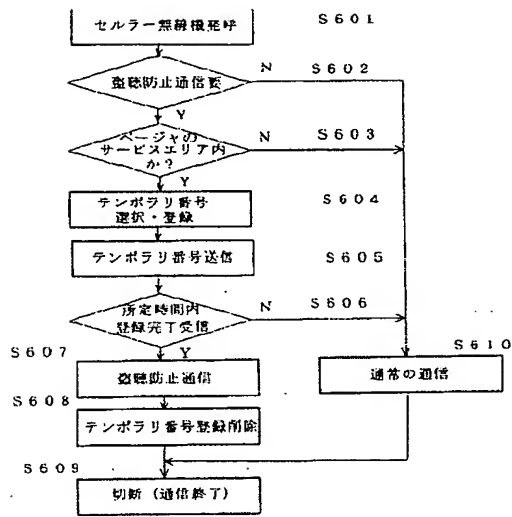 セルラー無線機発呼 S601
盗聴防止通信要 N S602
Y
ページャの N S603
サービスエリア内
か?
Y
テンポラリ番号 S604
選択・登録
テンポラリ番号送信 S605
所定時間内 N S606
登録完了受信
Y
S607 S610
盗聴防止通信 通常の通信
S608
テンポラリ番号登録削除
S609
切断(通信終了)